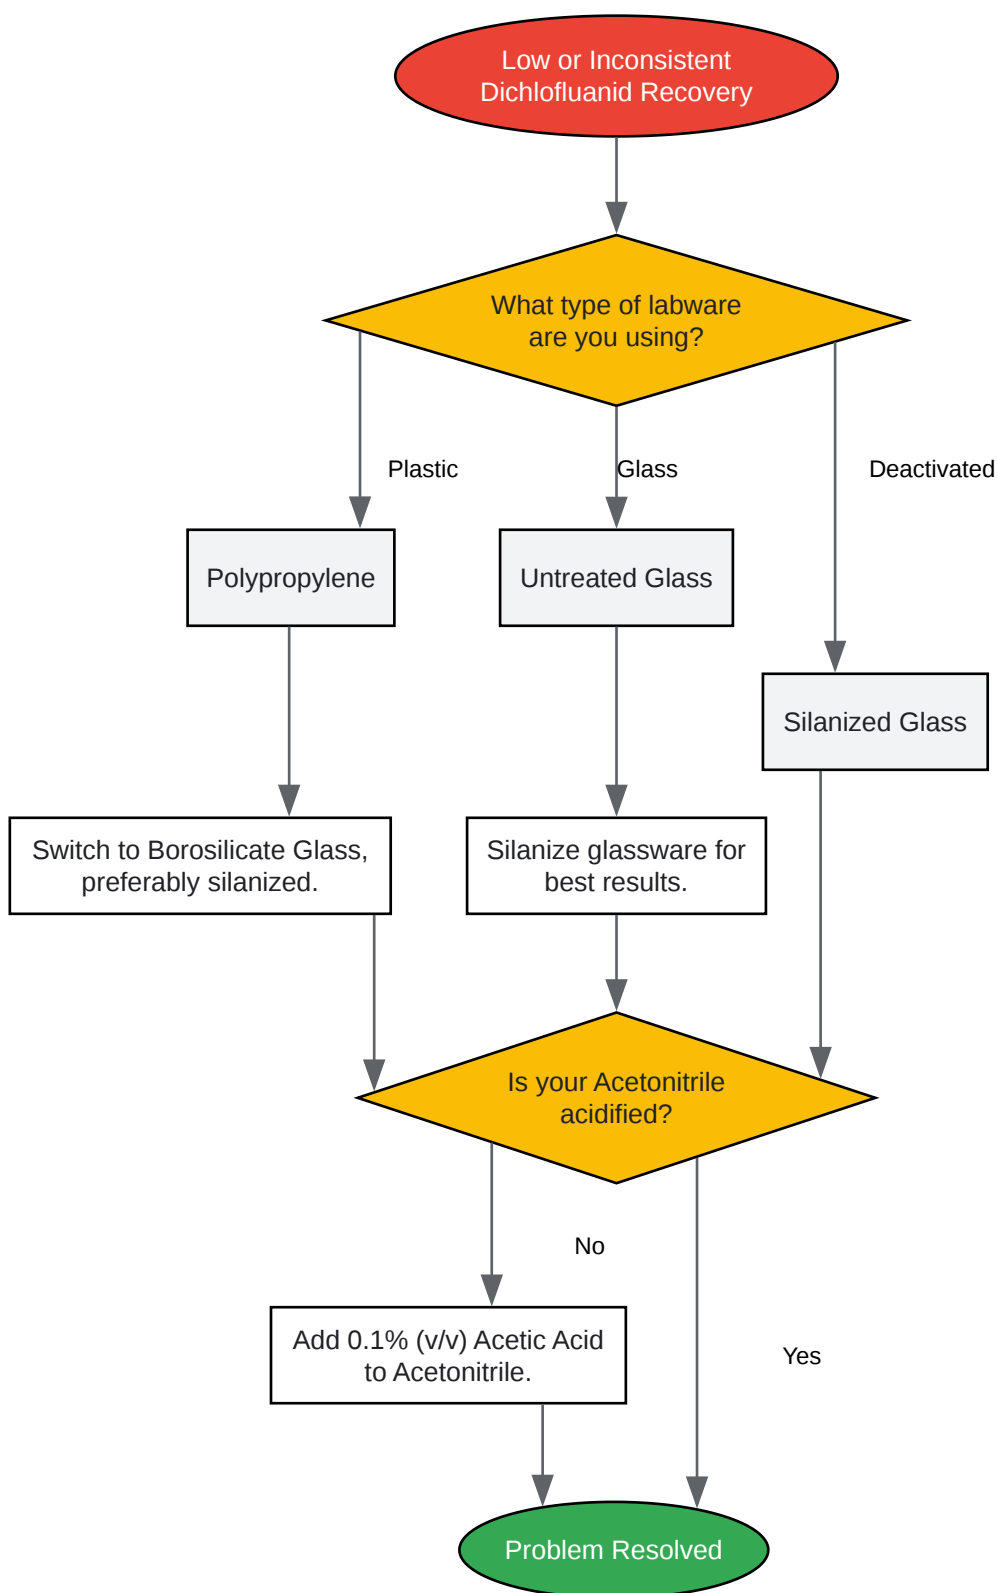 Low or Inconsistent
Dichlofluanid Recovery
What type of labware
are you using?
Plastic
Glass
Deactivated
Polypropylene
Untreated Glass
Silanized Glass
Switch to Borosilicate Glass,
preferably silanized.
Silanize glassware for
best results.
Is your Acetonitrile
acidified?
No
Add 0.1% (v/v) Acetic Acid
to Acetonitrile.
Yes
Problem Resolved